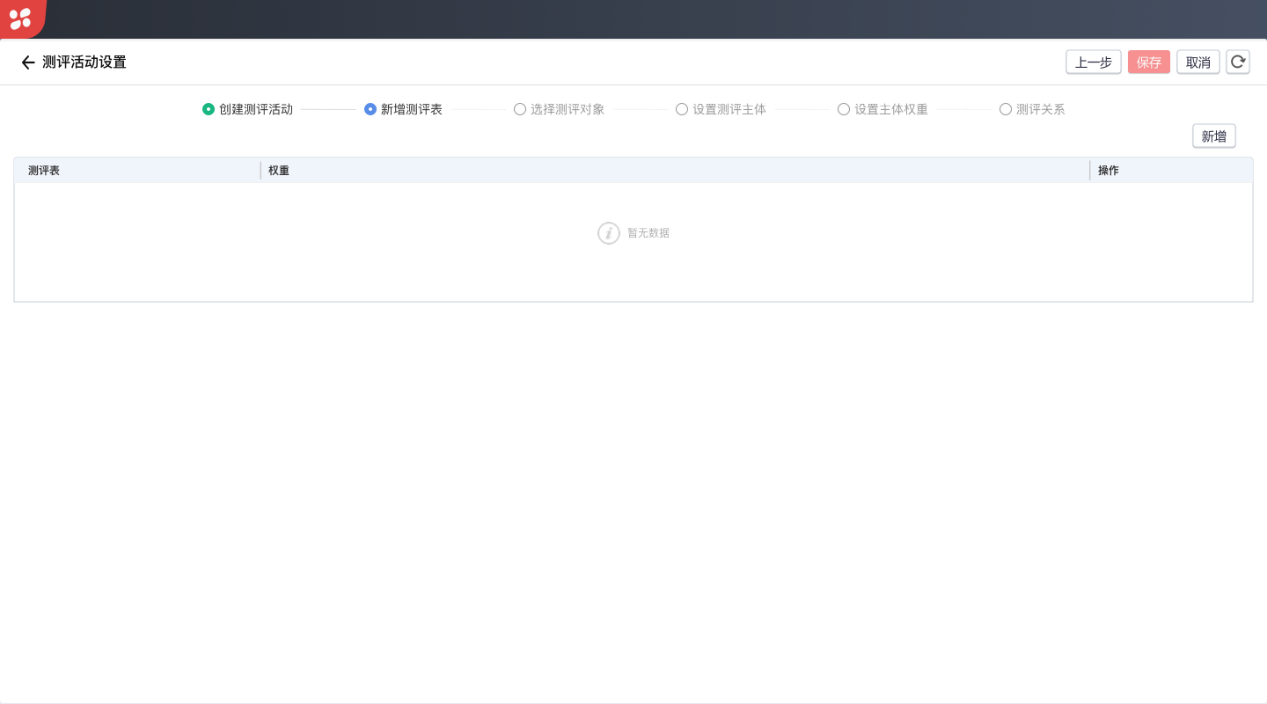 测评活动设置
上一步 保存 取消
创建测评活动 新增测评表 选择测评对象 设置测评主体 设置主体权重 测评关系
新增
测评表 权重 操作
暂无数据